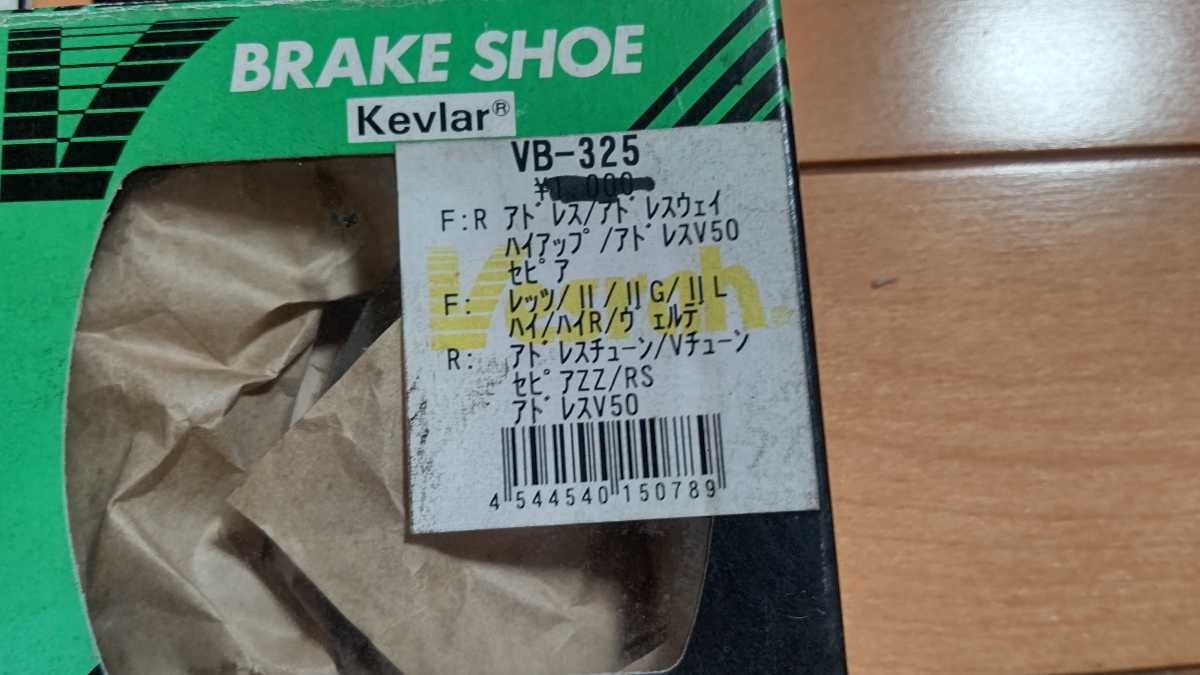 BRAKE SHOE
Kevlar®
VB-325
¥1,000
F:R ｱﾄﾞﾚｽ/ｱﾄﾞﾚｽｳｪｲ
ﾊｲｱｯﾌﾟ/ｱﾄﾞﾚｽV50
ｾﾋﾟｱ
F: ﾚｯﾂ/II/IIG/IIL
ﾊｲ/ﾊｲR/ｳﾞｪﾙﾃ
R: ｱﾄﾞﾚｽﾁｭｰﾝ/Vﾁｭｰﾝ
ｾﾋﾟｱZZ/RS
ｱﾄﾞﾚｽV50
4 544540 150789